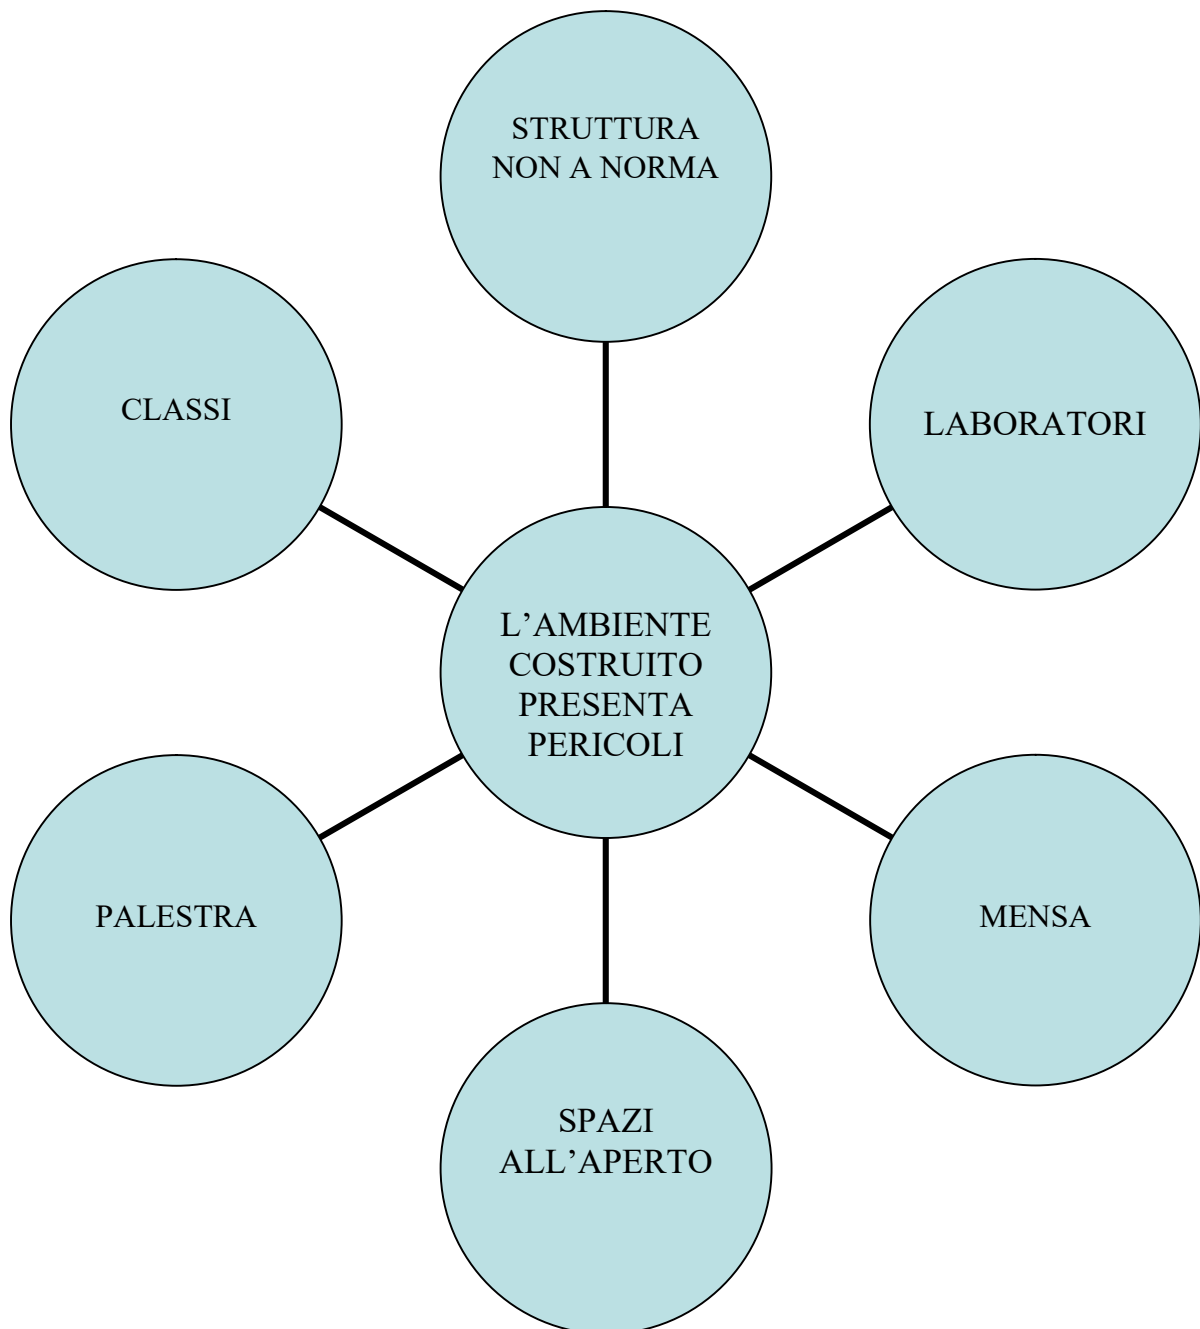 STRUTTURA
NON A NORMA
CLASSI
LABORATORI
L’AMBIENTE
COSTRUITO
PRESENTA
PERICOLI
PALESTRA
MENSA
SPAZI
ALL’APERTO